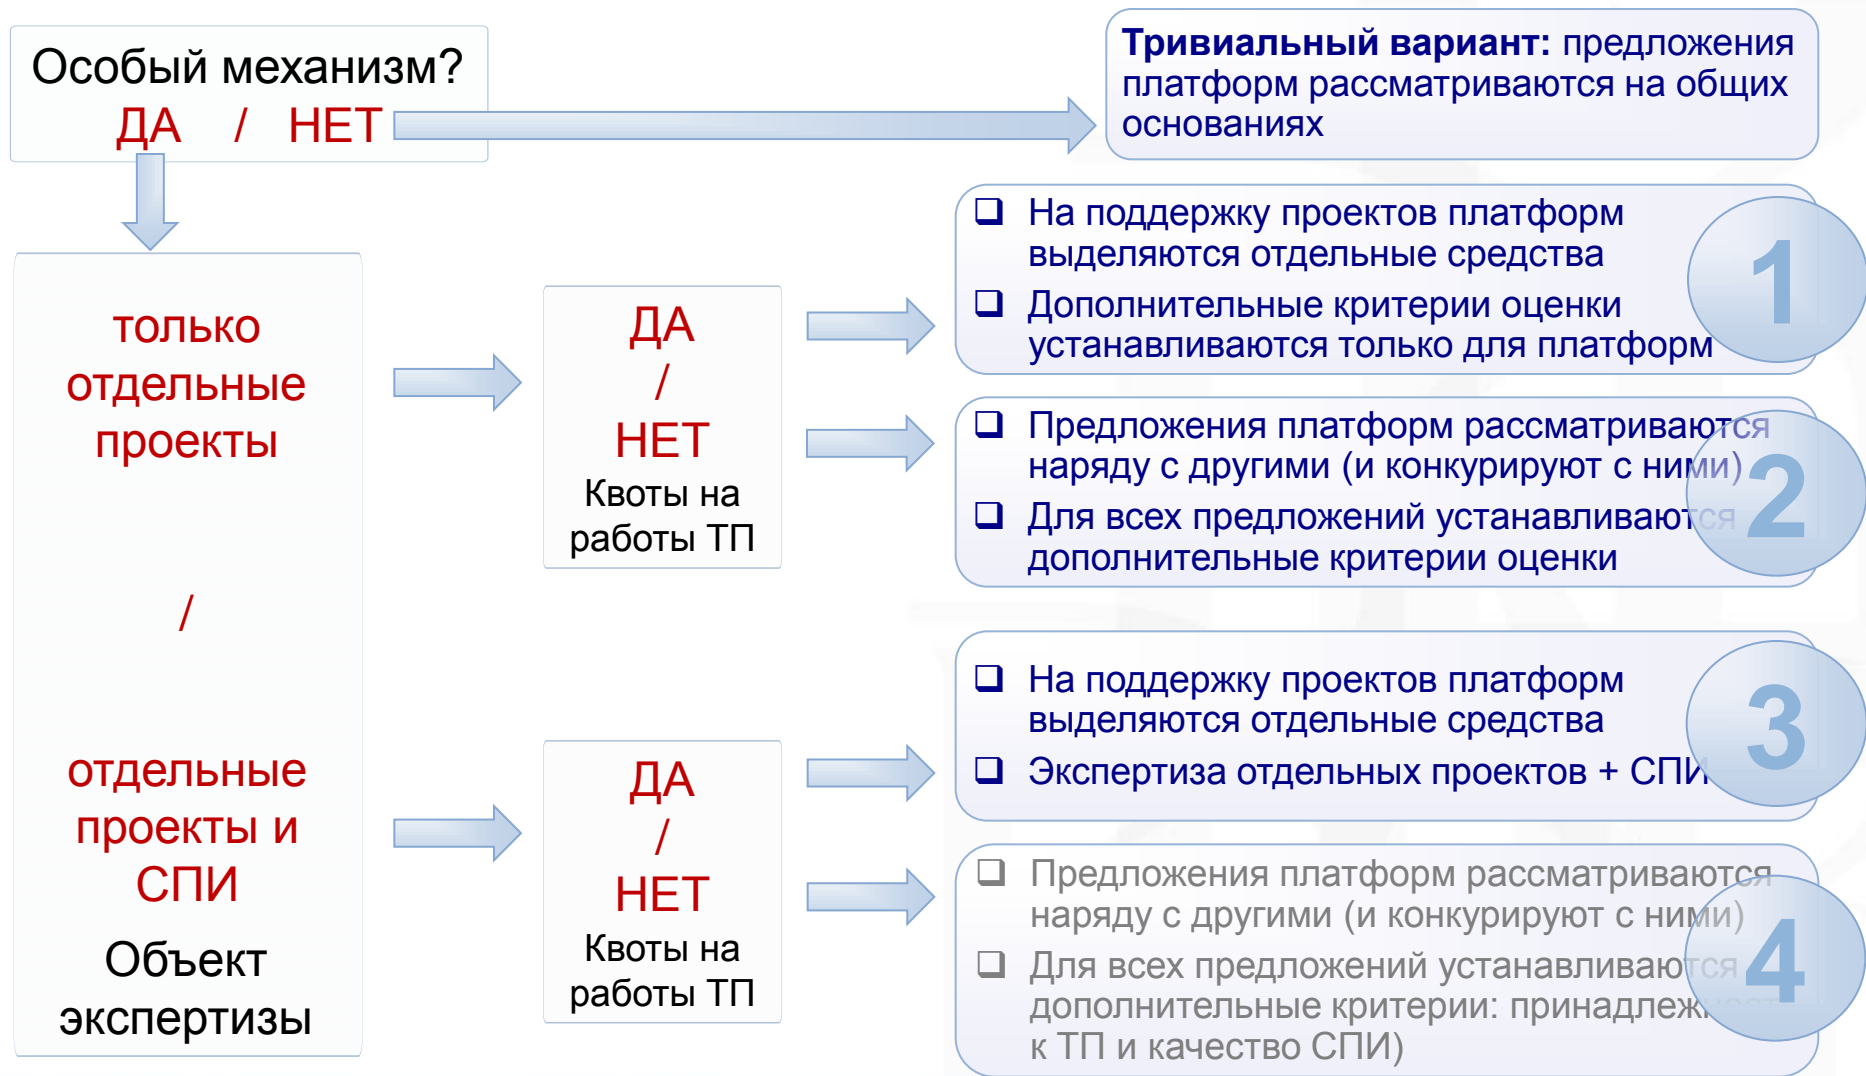 Особый механизм?
ДА / НЕТ
Тривиальный вариант: предложения
платформ рассматриваются на общих
основаниях
только
отдельные
проекты
/
отдельные
проекты и
СПИ
Объект
экспертизы
ДА
/
НЕТ
Квоты на
работы ТП
❑ На поддержку проектов платформ
выделяются отдельные средства
❑ Дополнительные критерии оценки
устанавливаются только для платформ
1
❑ Предложения платформ рассматриваются
наряду с другими (и конкурируют с ними)
❑ Для всех предложений устанавливаются
дополнительные критерии оценки
2
ДА
/
НЕТ
Квоты на
работы ТП
❑ На поддержку проектов платформ
выделяются отдельные средства
❑ Экспертиза отдельных проектов + СПИ
3
❑ Предложения платформ рассматриваются
наряду с другими (и конкурируют с ними)
❑ Для всех предложений устанавливаются
дополнительные критерии:
к ТП и качество СПИ)
4